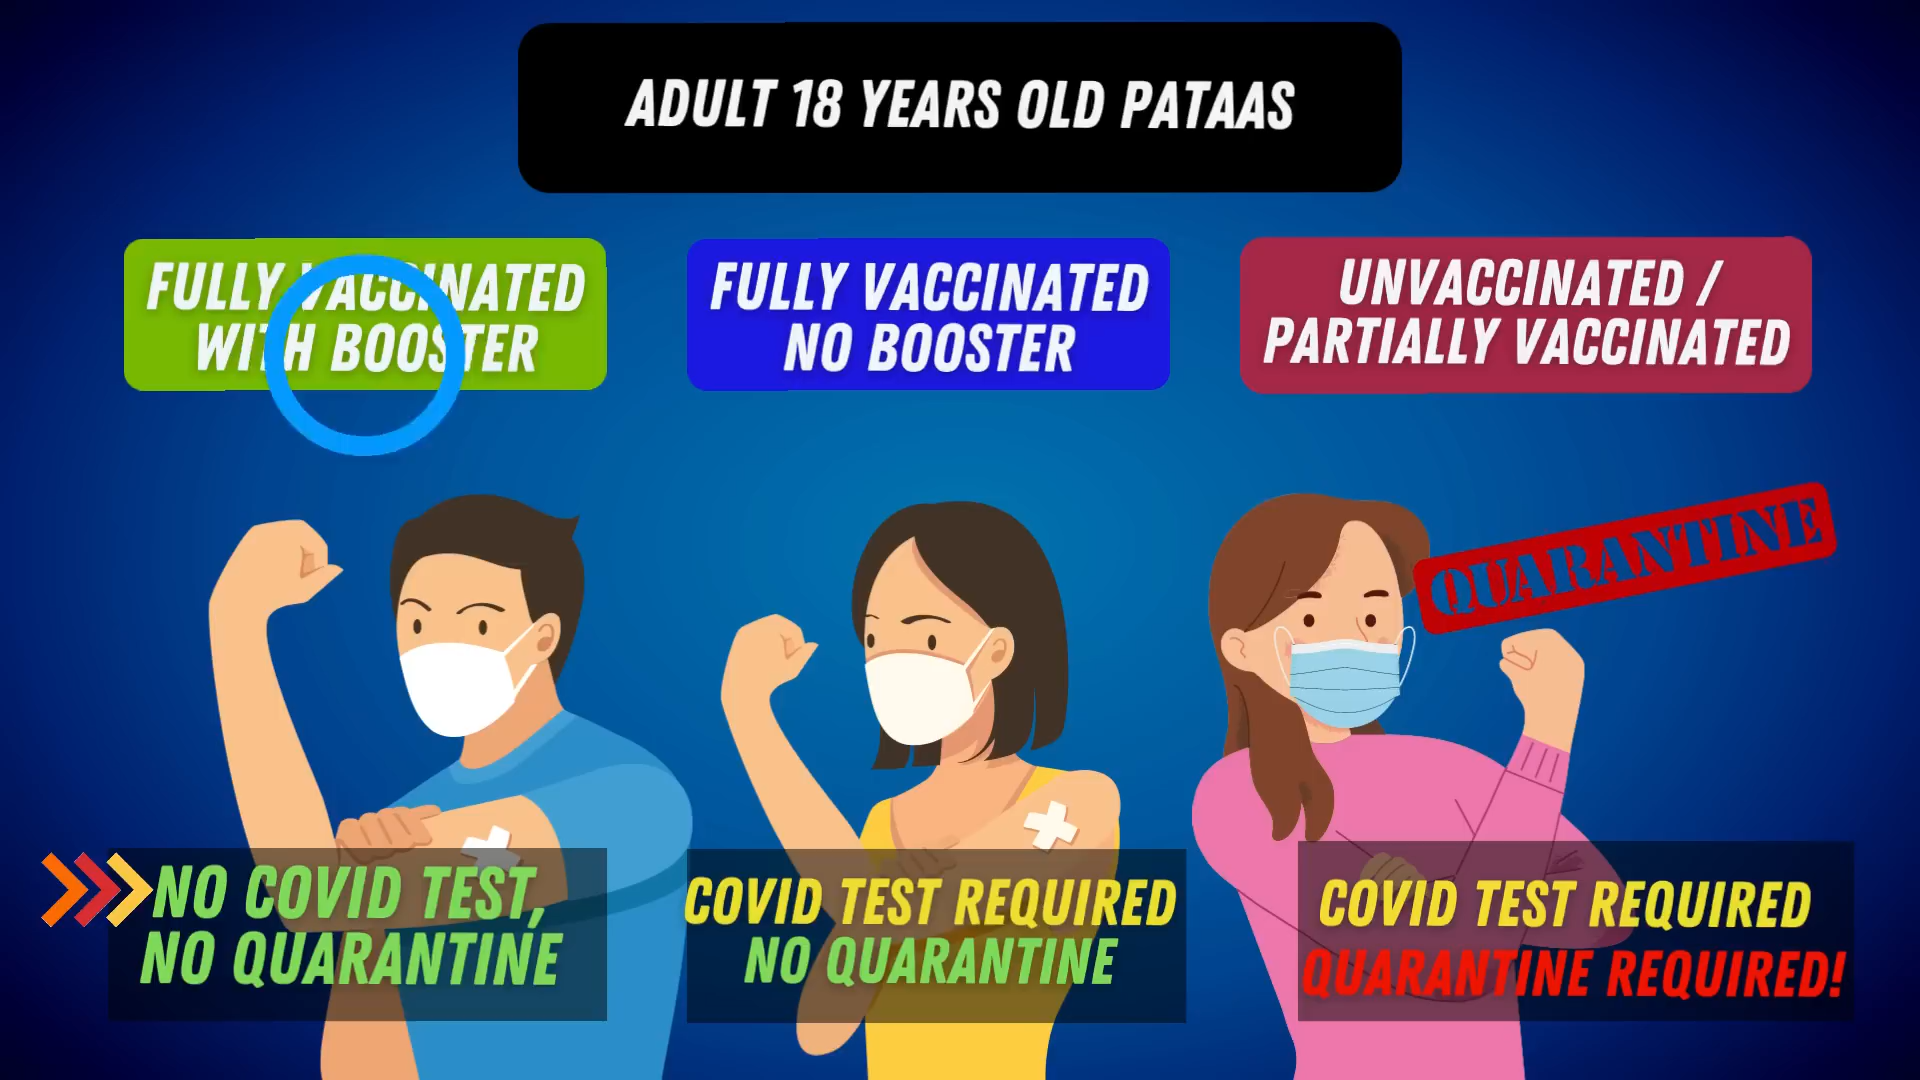 ADULT 18 YEARS OLD PATAAS
FULLY VACCINATED
WITH BOOSTER
FULLY VACCINATED
NO BOOSTER
UNVACCINATED /
PARTIALLY VACCINATED
QUARANTINE
NO COVID TEST,
NO QUARANTINE
COVID TEST REQUIRED
NO QUARANTINE
COVID TEST REQUIRED
QUARANTINE REQUIRED!